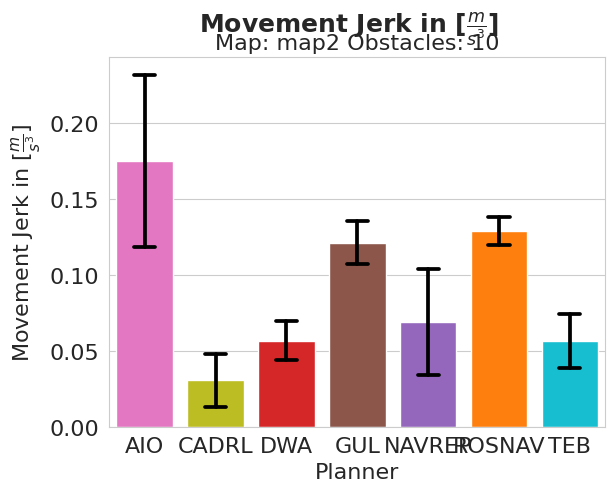 Movement Jerk in [m/s³]
Map: map2 Obstacles: 10
Movement Jerk in [m/s³]
0.20
0.15
0.10
0.05
0.00
AIO CADRL DWA GUL NAVREP ROSNAV TEB
Planner